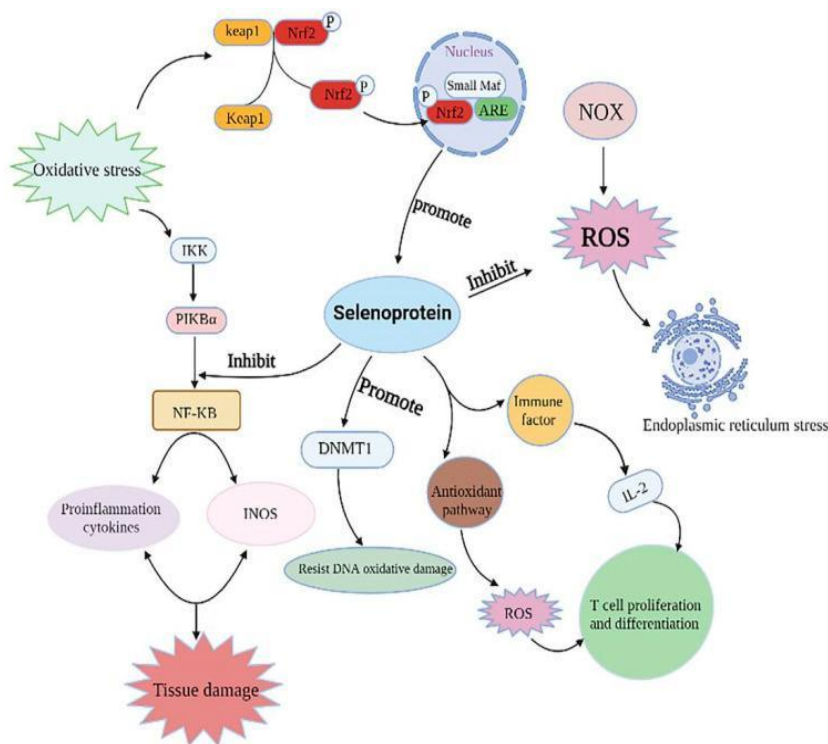 keap1
Nrf2
P
Nrf2
P
Keap1
Nucleus
Small Maf
P
Nrf2
ARE
NOX
Oxidative stress
promote
ROS
IKK
Inhibit
PIKBα
Selenoprotein
Inhibit
Promote
NF-KB
Immune
factor
Endoplasmic reticulum stress
DNMT1
IL-2
Antioxidant
pathway
Proinflammation
cytokines
INOS
Resist DNA oxidative damage
ROS
T cell proliferation
and differentiation
Tissue damage